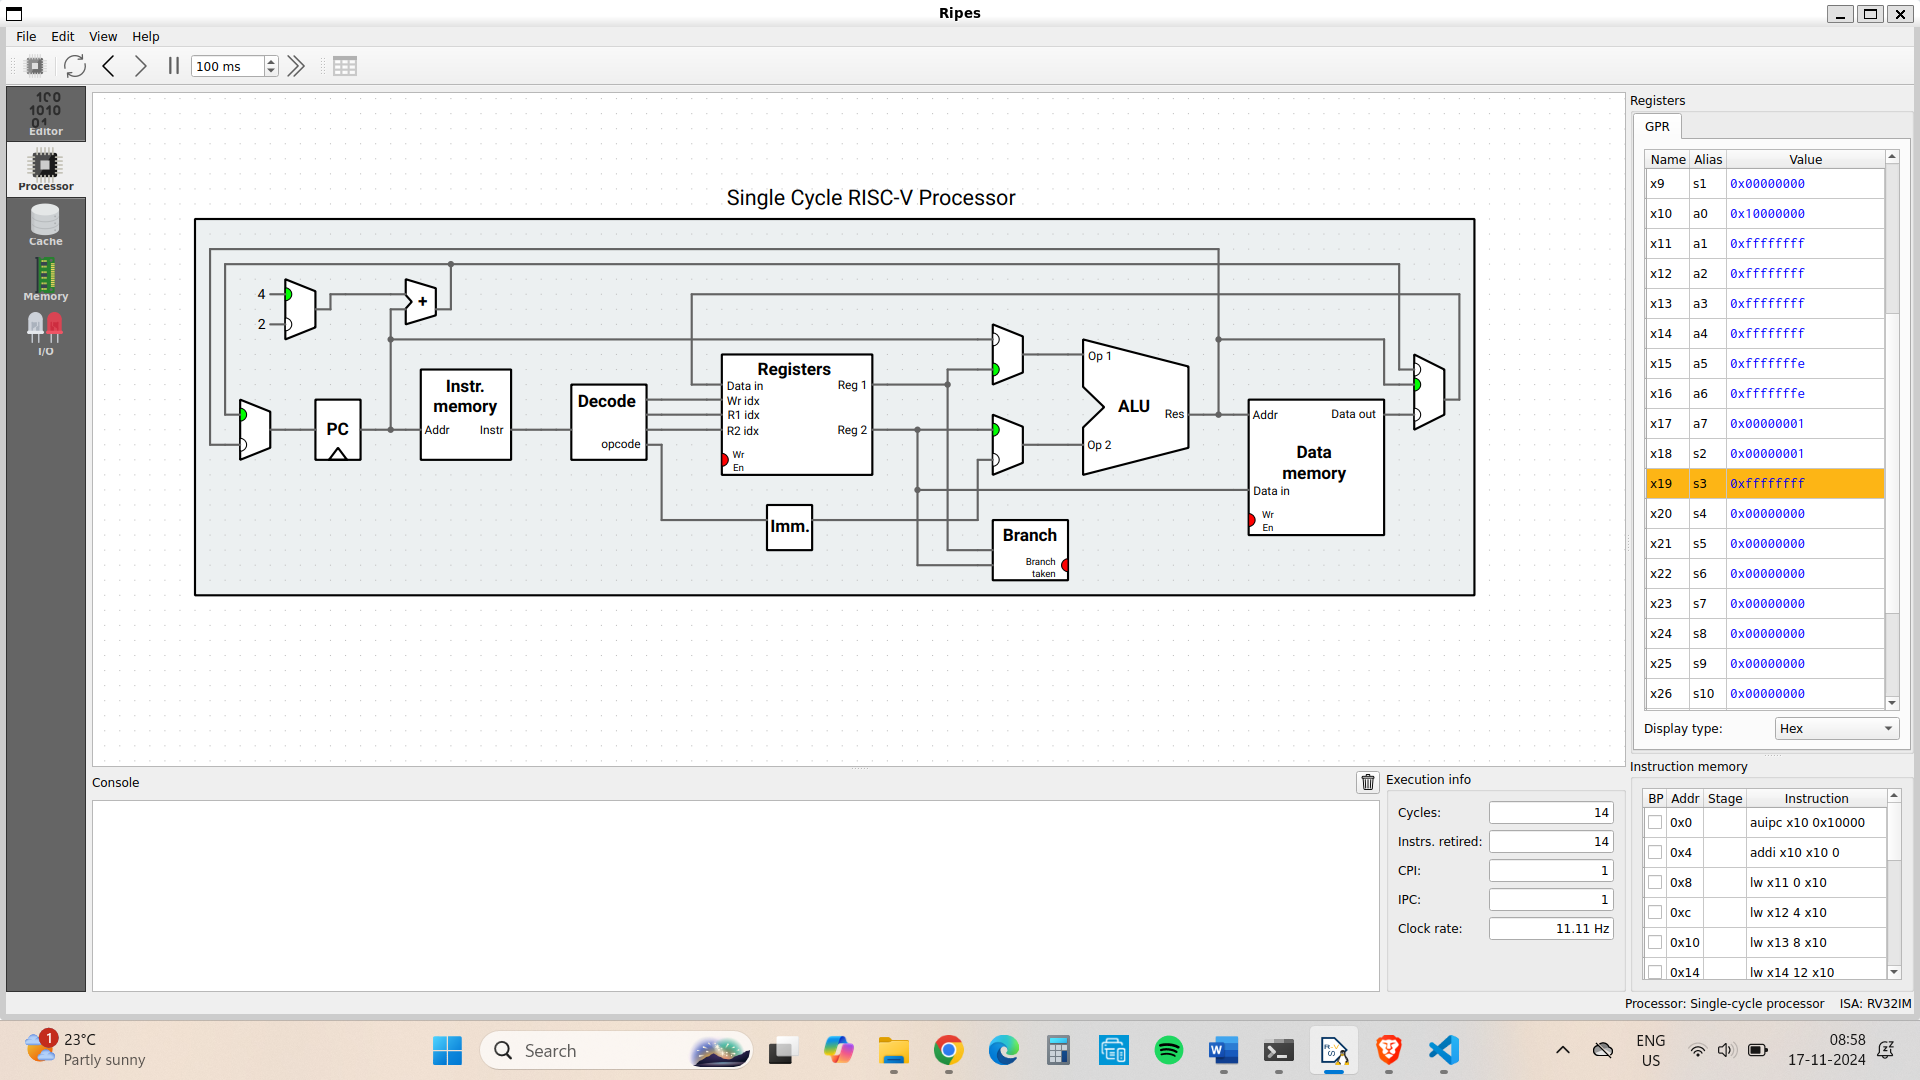 Ripes
File Edit View Help
100 ms
Editor
Processor
Cache
Memory
I/O
Single Cycle RISC-V Processor
4
2
+
PC
Instr. memory
Addr
Instr
Decode
opcode
Registers
Data in
Wr idx
R1 idx
R2 idx
Wr En
Reg 1
Reg 2
Imm.
Op 1
Op 2
ALU
Res
Branch
Branch taken
Addr
Data out
Data memory
Data in
Wr En
Registers
GPR
Name Alias Value
x9 s1 0x00000000
x10 a0 0x10000000
x11 a1 0xffffffff
x12 a2 0xffffffff
x13 a3 0xffffffff
x14 a4 0xffffffff
x15 a5 0xfffffffe
x16 a6 0xfffffffe
x17 a7 0x00000001
x18 s2 0x00000001
x19 s3 0xffffffff
x20 s4 0x00000000
x21 s5 0x00000000
x22 s6 0x00000000
x23 s7 0x00000000
x24 s8 0x00000000
x25 s9 0x00000000
x26 s10 0x00000000
Display type: Hex
Console
Execution info
Cycles: 14
Instrs. retired: 14
CPI: 1
IPC: 1
Clock rate: 11.11 Hz
Instruction memory
BP Addr Stage Instruction
0x0 auipc x10 0x10000
0x4 addi x10 x10 0
0x8 lw x11 0 x10
0xc lw x12 4 x10
0x10 lw x13 8 x10
0x14 lw x14 12 x10
Processor: Single-cycle processor ISA: RV32IM
1
23°C
Partly sunny
Search
ENG
US
08:58
17-11-2024